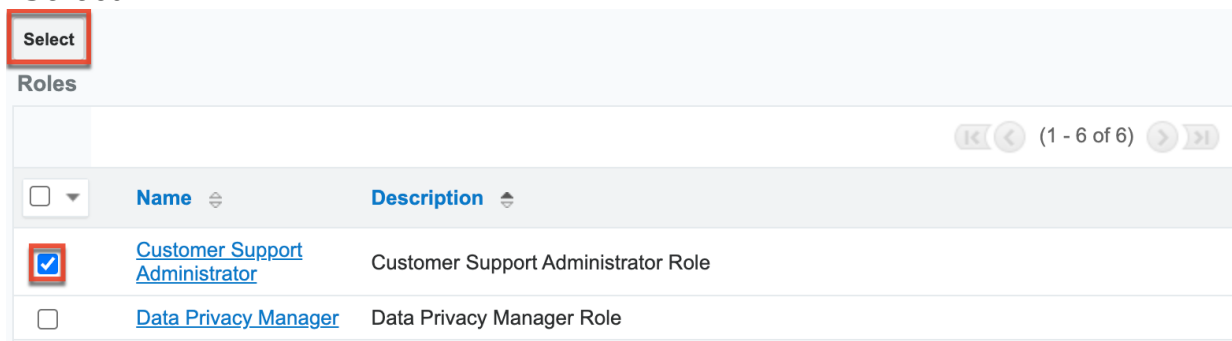 Select
Roles
(1 - 6 of 6)
Name Description
Customer Support
Administrator
Customer Support Administrator Role
Data Privacy Manager Data Privacy Manager Role